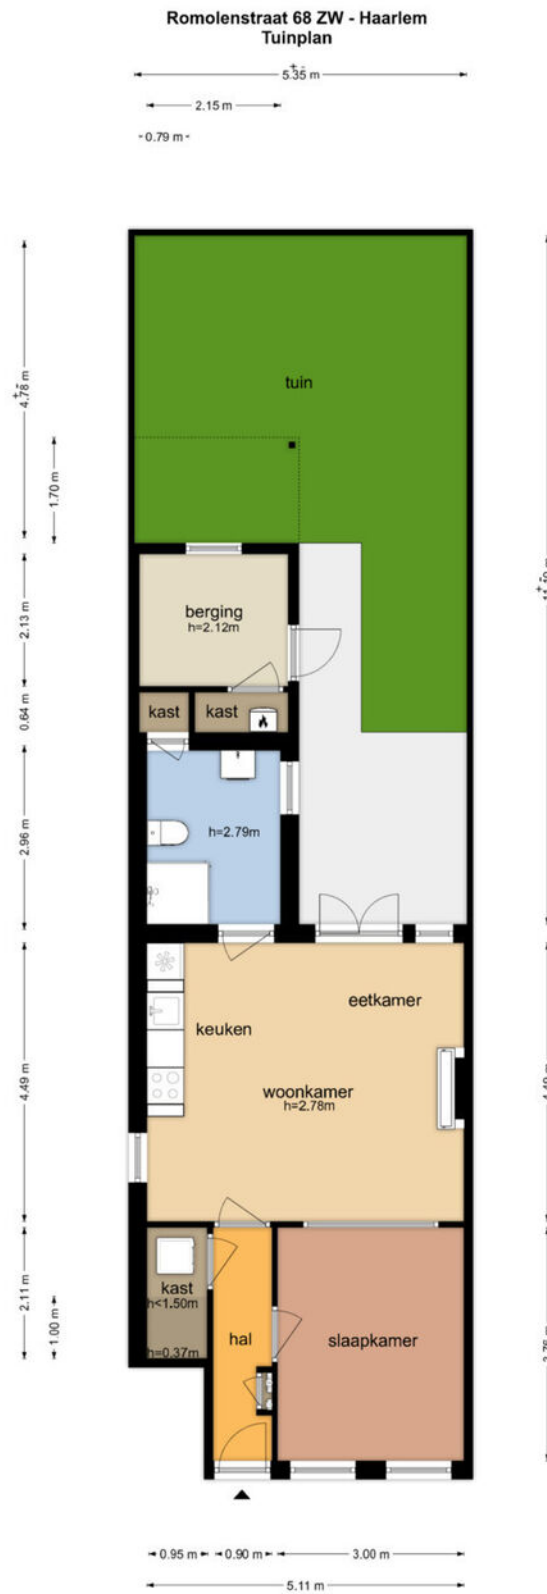 Romolenstraat 68 ZW - Haarlem
Tuinplan
+-
5.35 m
2.15 m
0.79 m
tuin
+-
4.78 m
1.70 m
berging
h=2.12m
2.13 m
+-
kast
kast
0.64 m
h=2.79m
2.96 m
eetkamer
keuken
woonkamer
h=2.78m
4.49 m
kast
h<1.50m
h=0.37m
hal
slaapkamer
2.11 m
1.00 m
0.95 m
0.90 m
3.00 m
5.11 m